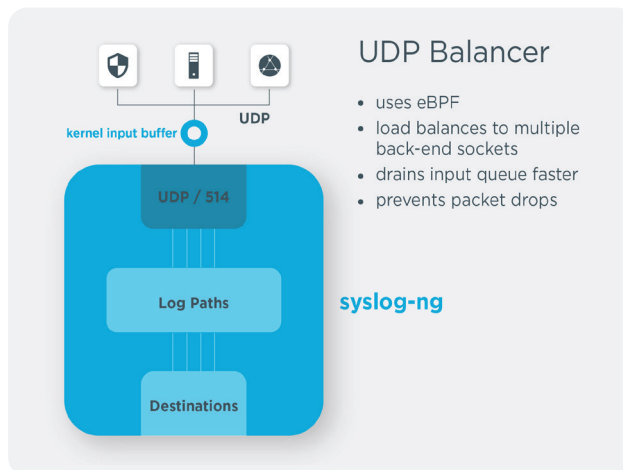 UDP Balancer
UDP
kernel input buffer
• uses eBPF
• load balances to multiple
back-end sockets
• drains input queue faster
• prevents packet drops
UDP / 514
Log Paths
syslog-ng
Destinations